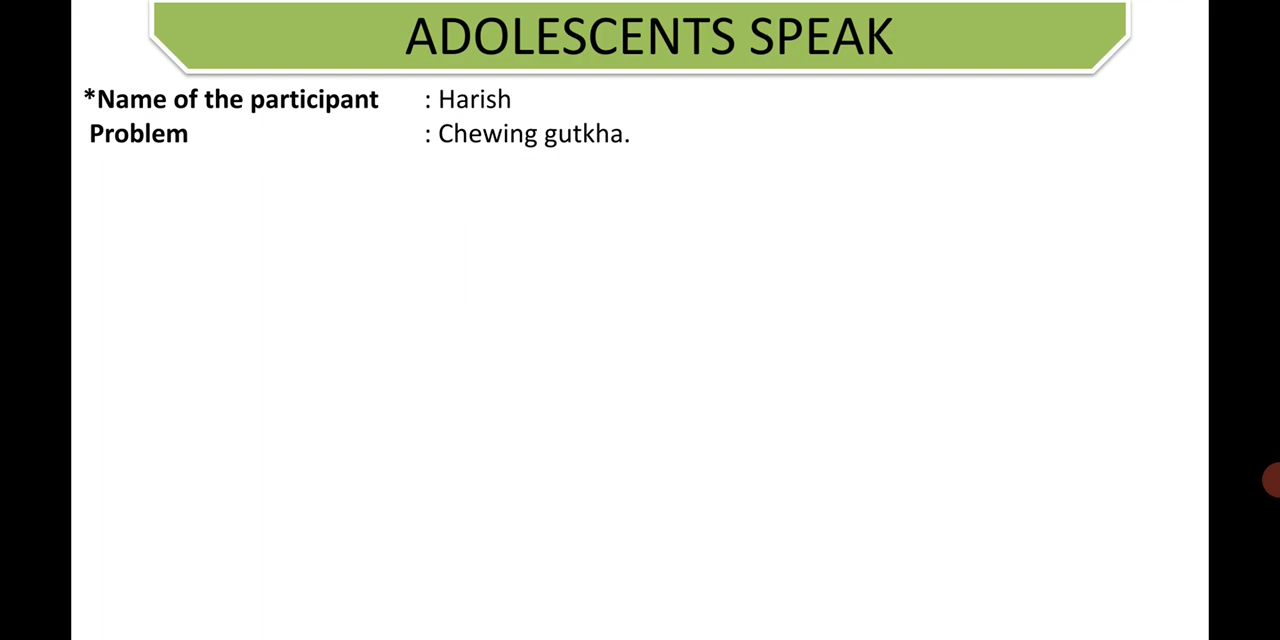 ADOLESCENTS SPEAK
*Name of the participant : Harish
Problem : Chewing gutkha.